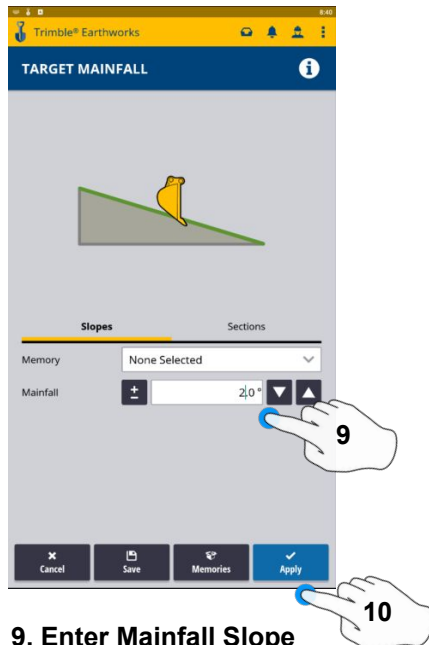 6:40
Trimble® Earthworks
TARGET MAINFALL
Slopes Sections
Memory None Selected
Mainfall ± 2.0 °
9
Cancel Save Memories Apply
10
9. Enter Mainfall Slope